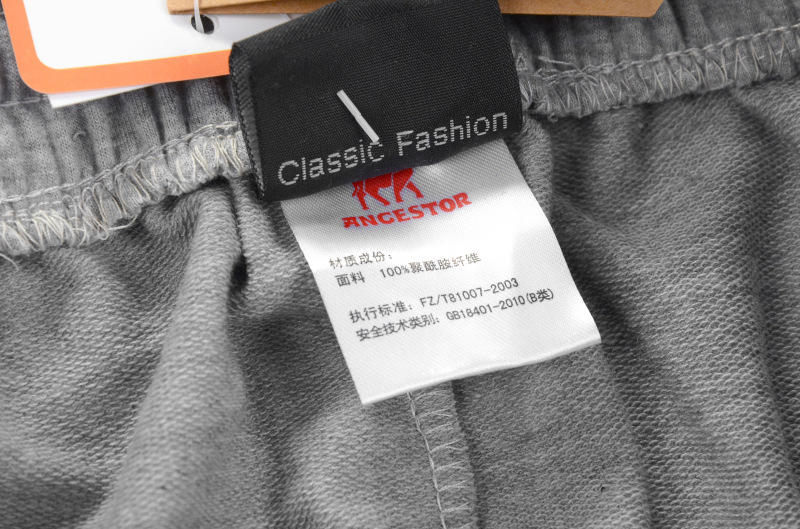 Classic Fashion
ANCESTOR
材质成份：
面料 100%聚酰胺纤维
执行标准：FZ/T81007-2003
安全技术类别：GB18401-2010(B类)